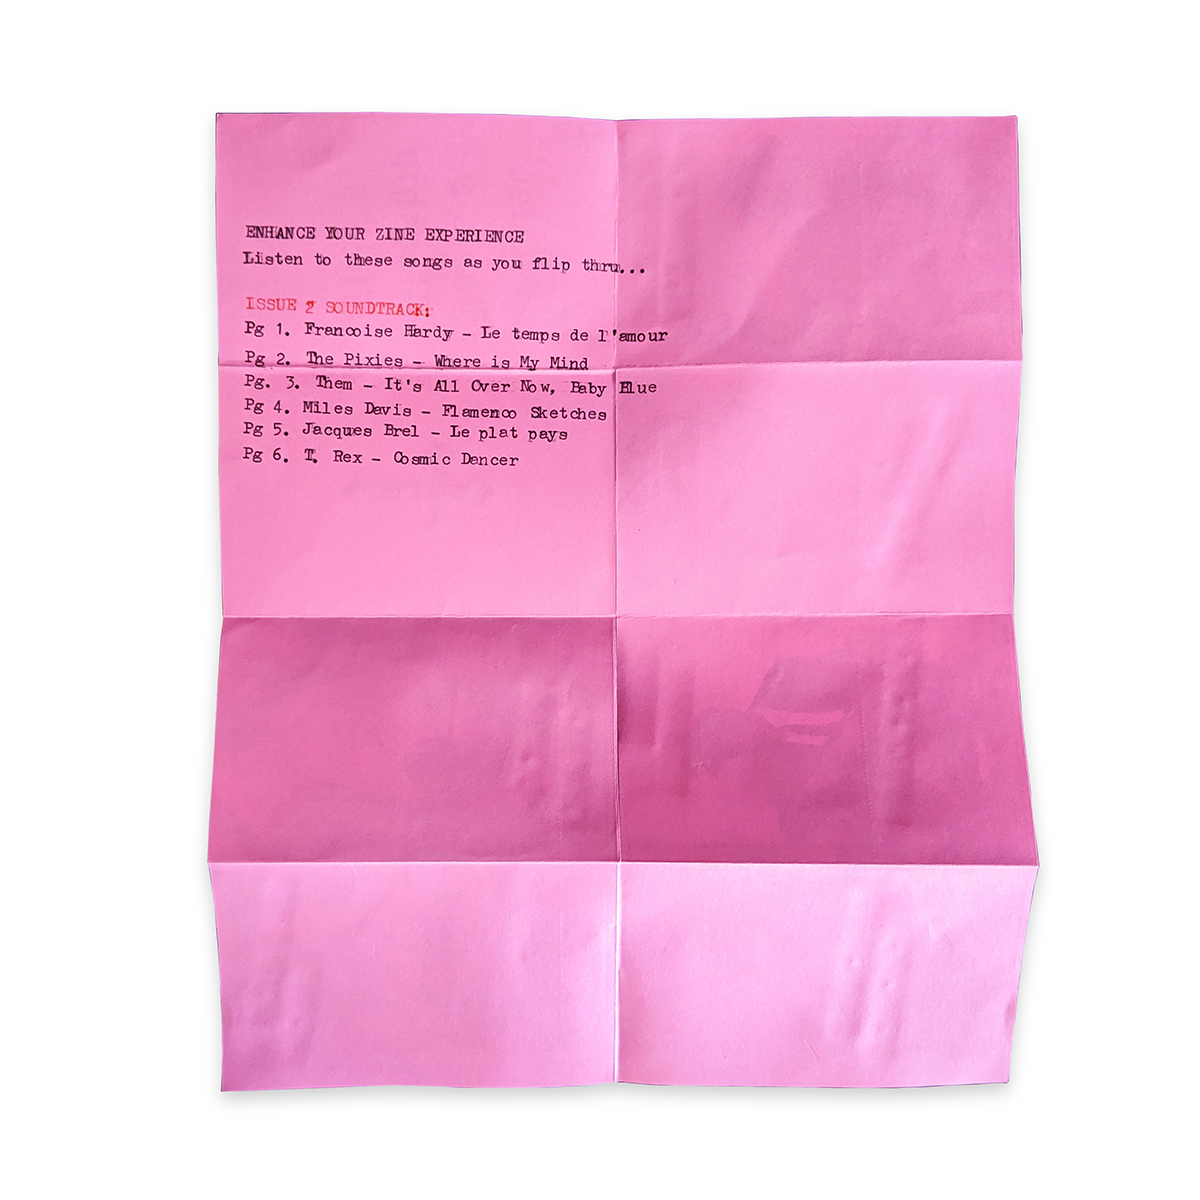 ENHANCE YOUR ZINE EXPERIENCE
Listen to these songs as you flip thru...
ISSUE 2 SOUNDTRACK:
Pg 1. Francoise Hardy - Le temps de l'amour
Pg 2. The Pixies - Where is My Mind
Pg. 3. Them - It's All Over Now, Baby Blue
Pg 4. Miles Davis - Flamenco Sketches
Pg 5. Jacques Brel - Le plat pays
Pg 6. T. Rex - Cosmic Dancer